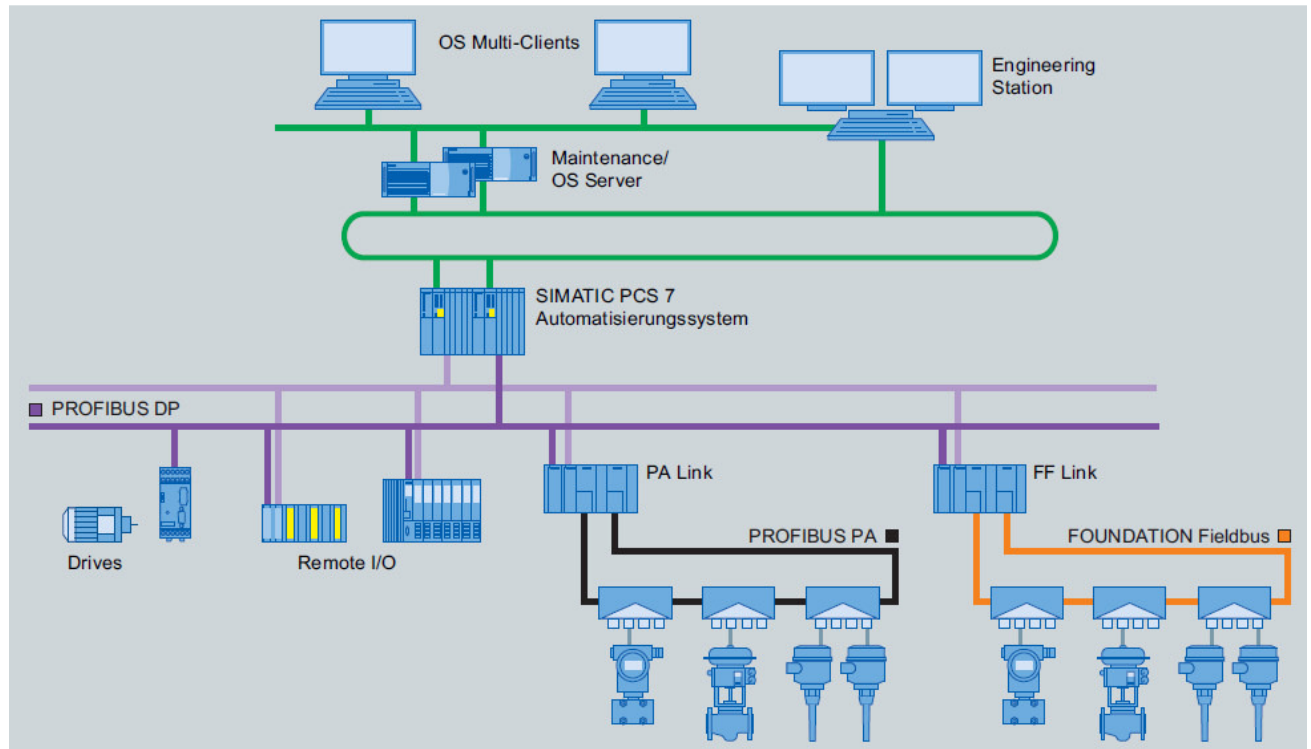 OS Multi-Clients
Engineering
Station
Maintenance/
OS Server
SIMATIC PCS 7
Automatisierungssystem
PROFIBUS DP
PA Link
FF Link
PROFIBUS PA
FOUNDATION Fieldbus
Drives
Remote I/O